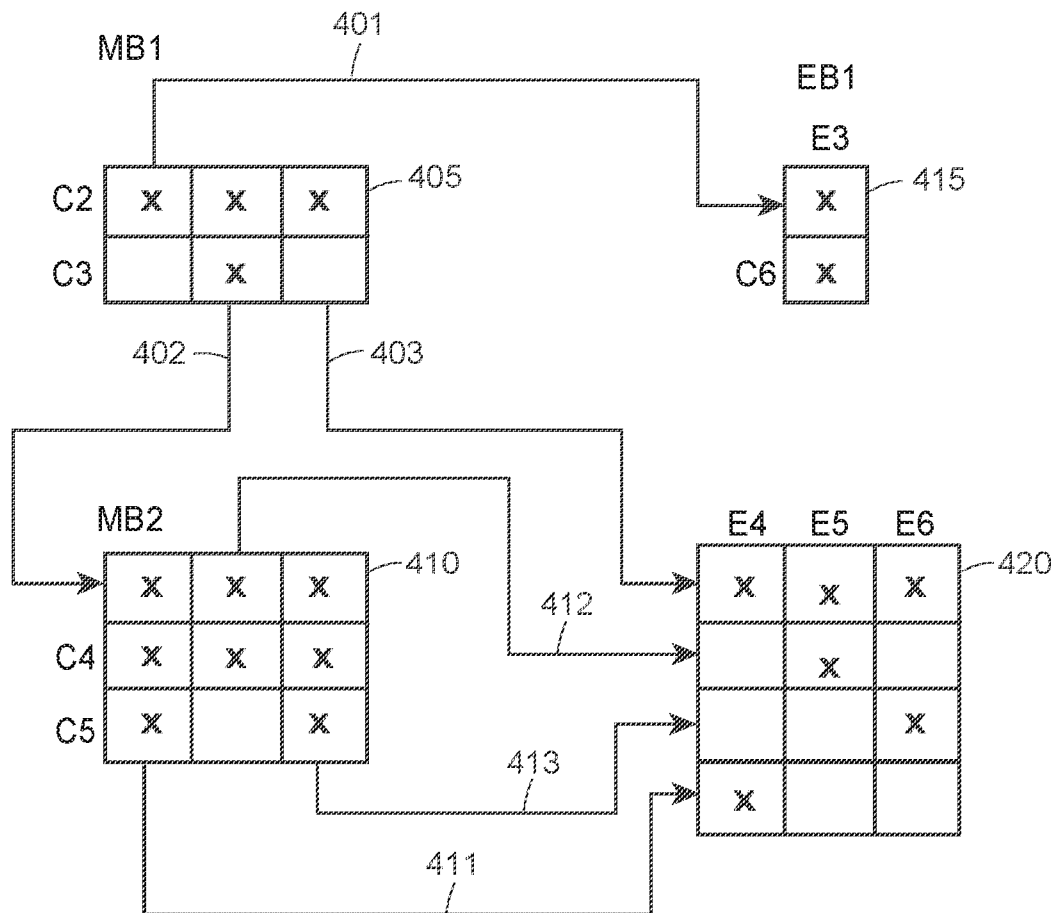 401
MB1
EB1
E3
C2 x x x 405
x 415
C3 x
C6 x
402 403
MB2
E4 E5 E6
x x x 410
x x x 420
412
C4 x x x
x
C5 x x
x
413
x
411